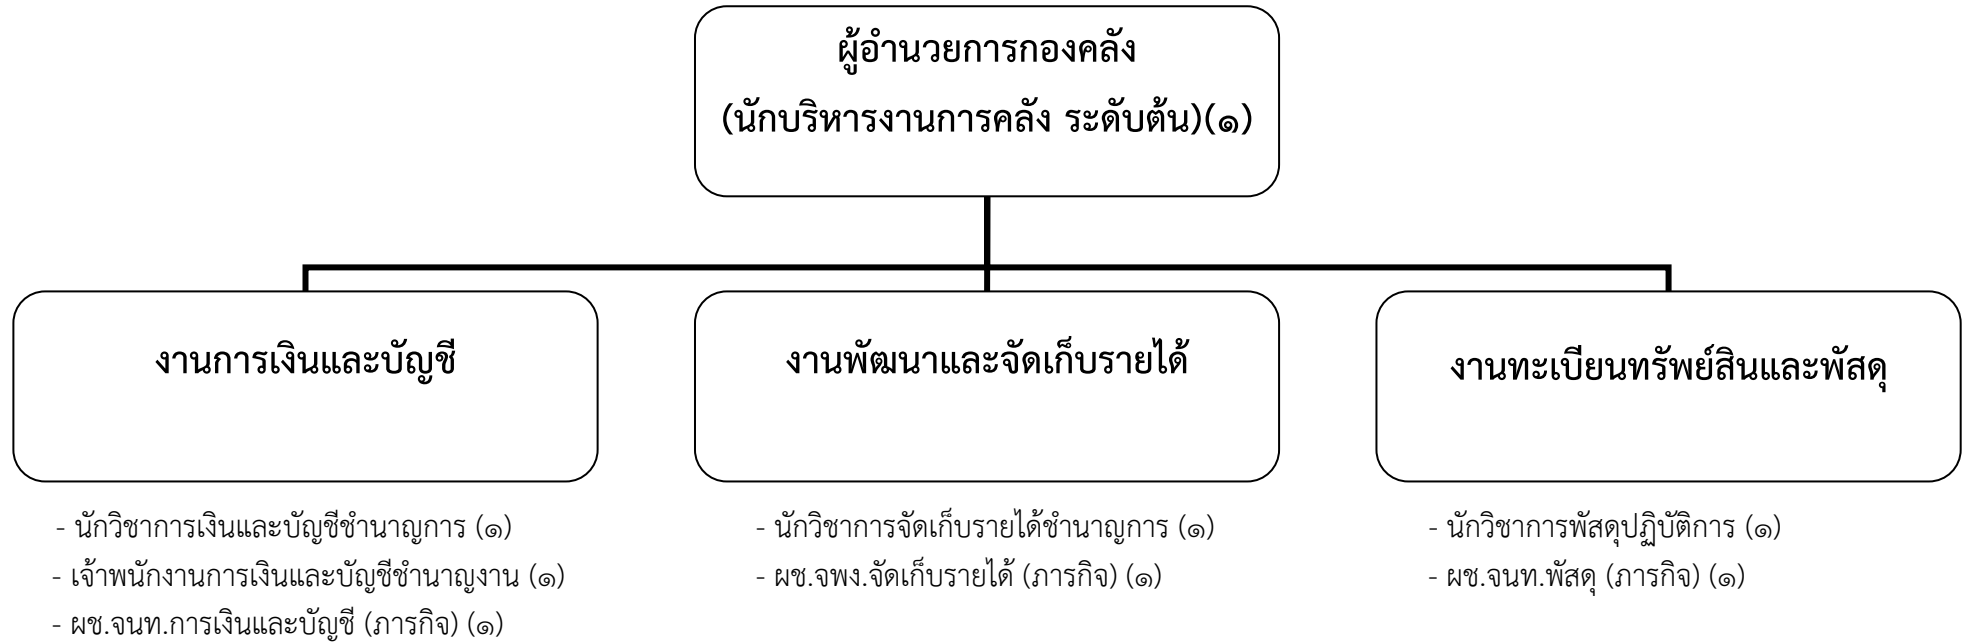 ผู้อำนวยการกองคลัง
(นักบริหารงานการคลัง ระดับต้น)(๑)
งานการเงินและบัญชี
งานพัฒนาและจัดเก็บรายได้
งานทะเบียนทรัพย์สินและพัสดุ
- นักวิชาการเงินและบัญชีชำนาญการ (๑)
- เจ้าพนักงานการเงินและบัญชีชำนาญงาน (๑)
- ผช.จนท.การเงินและบัญชี (ภารกิจ) (๑)
- นักวิชาการจัดเก็บรายได้ชำนาญการ (๑)
- ผช.จพง.จัดเก็บรายได้ (ภารกิจ) (๑)
- นักวิชาการพัสดุปฏิบัติการ (๑)
- ผช.จนท.พัสดุ (ภารกิจ) (๑)